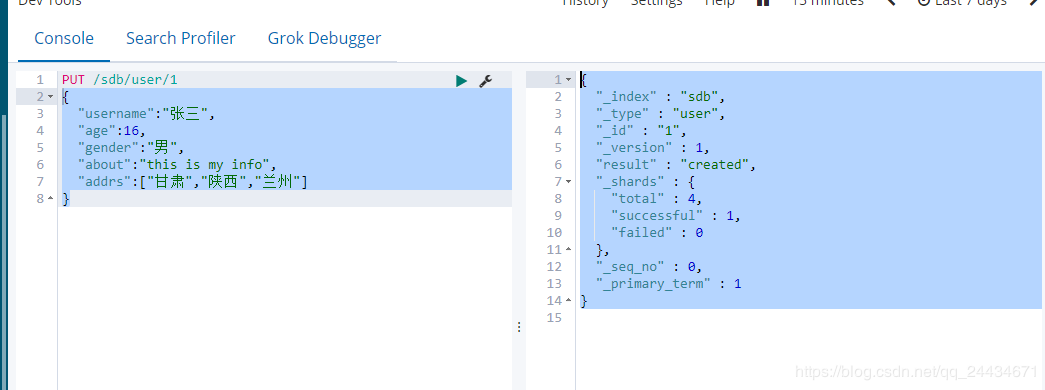 Dev Tools
History Settings Help 15 minutes Last 7 days
Console Search Profiler Grok Debugger
1 PUT /sdb/user/1
2 {
3 "username":"张三",
4 "age":16,
5 "gender":"男",
6 "about":"this is my info",
7 "addrs":["甘肃","陕西","兰州"]
8 }
1 {
2 "_index" : "sdb",
3 "_type" : "user",
4 "_id" : "1",
5 "_version" : 1,
6 "result" : "created",
7 "_shards" : {
8 "total" : 4,
9 "successful" : 1,
10 "failed" : 0
11 },
12 "_seq_no" : 0,
13 "_primary_term" : 1
14 }
15
https://blog.csdn.net/qq_24434671